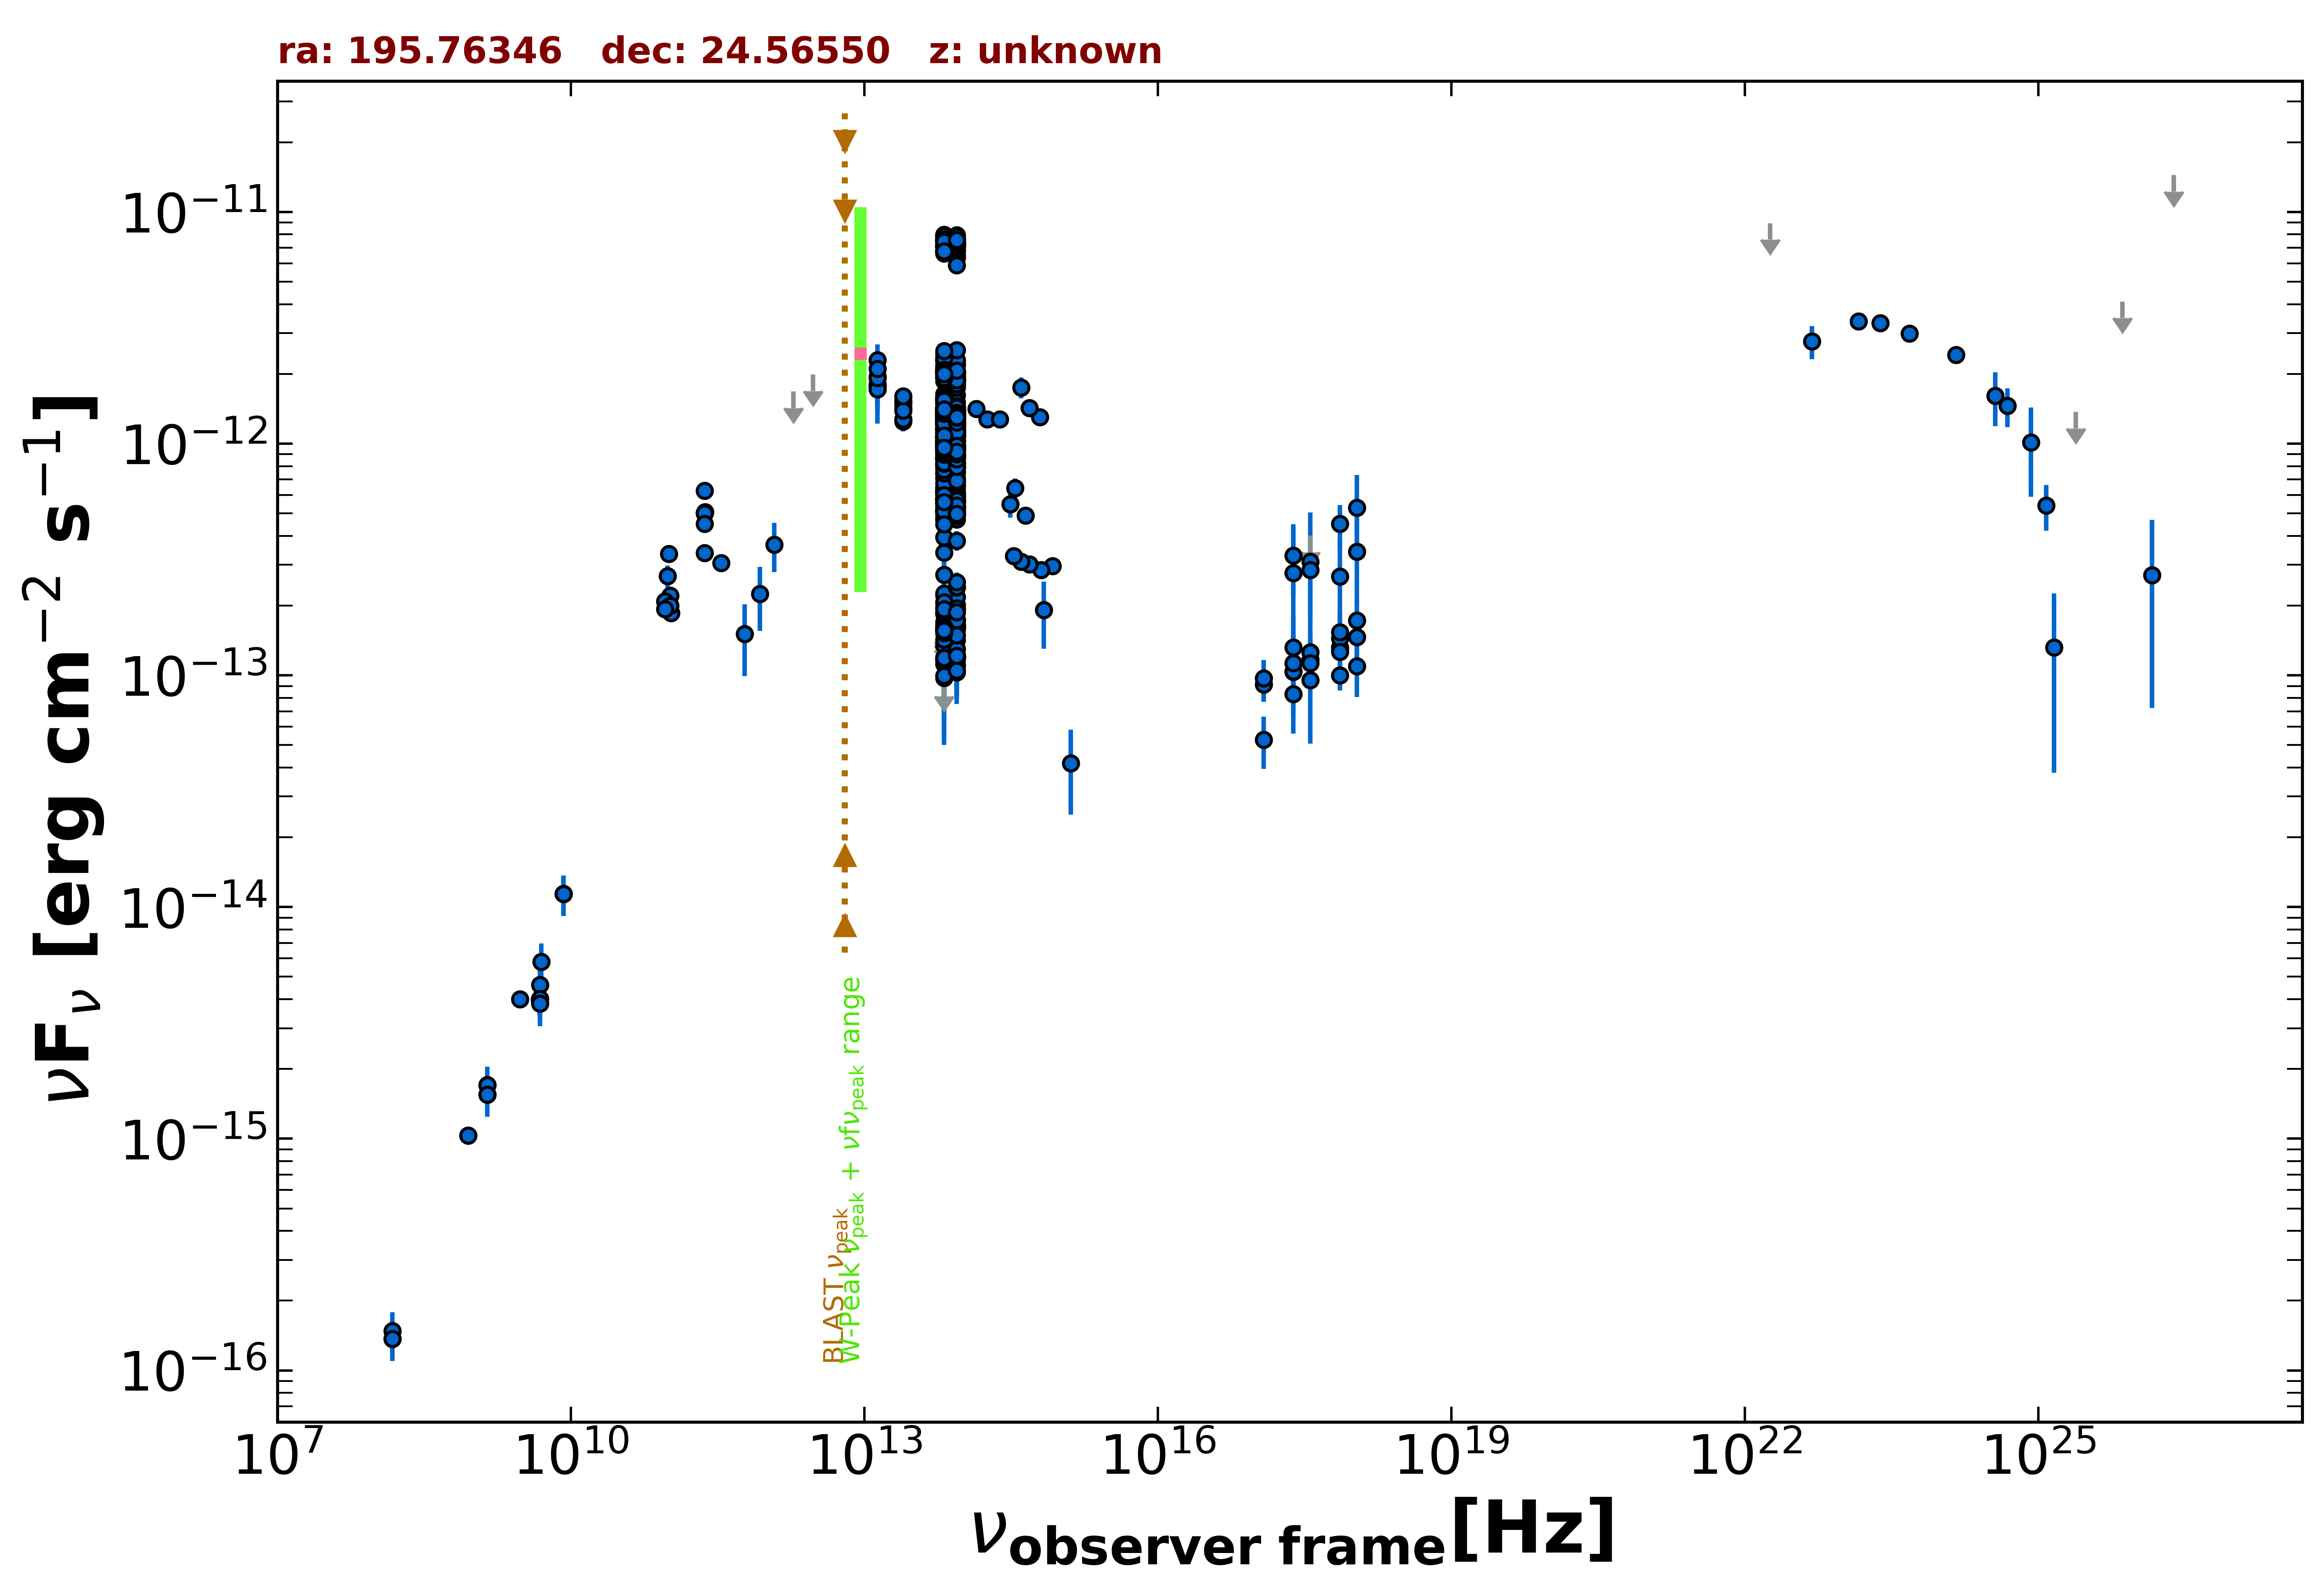 ra: 195.76346   dec: 24.56550   z: unknown
νFν [erg cm−2 s−1]
10−11
10−12
10−13
10−14
10−15
10−16
BLAST νpeak
W-Peak νpeak + νfνpeak range
107 1010 1013 1016 1019 1022 1025
νobserver frame[Hz]